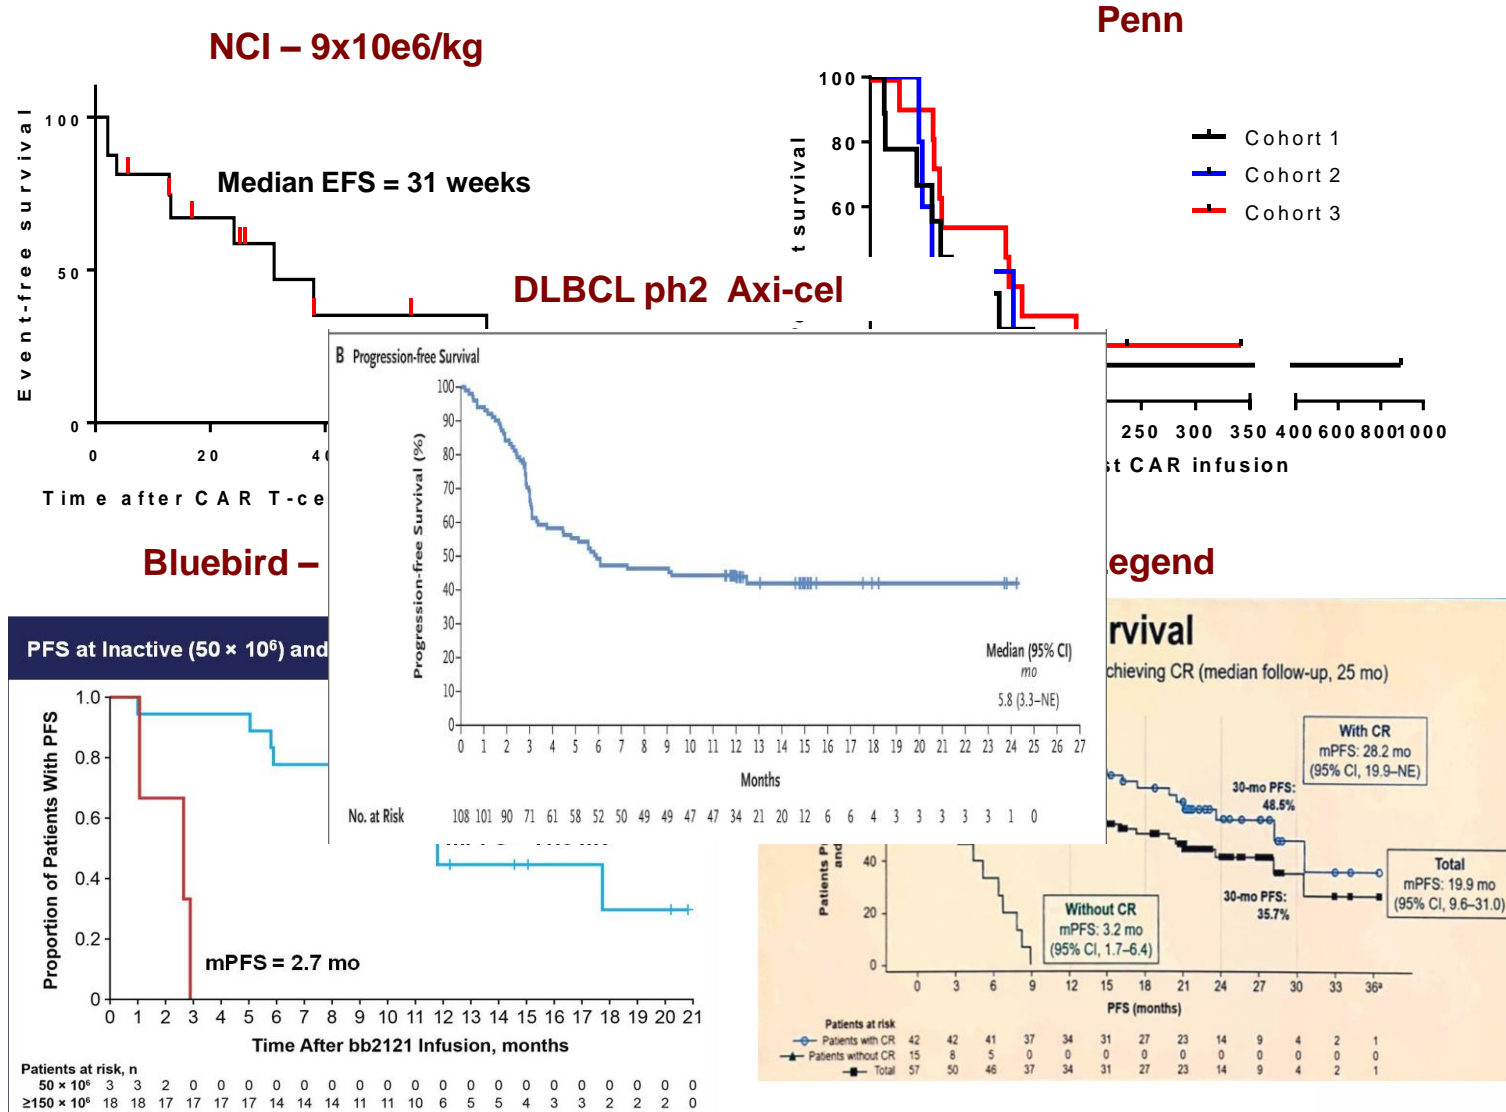 NCI – 9x10e6/kg
Event-free survival
100
50
0
Median EFS = 31 weeks
0 20
Time after CAR T-ce
Penn
t survival
100
80
60
Cohort 1
Cohort 2
Cohort 3
250 300 350 400 600 800 1000
st CAR infusion
DLBCL ph2 Axi-cel
B Progression-free Survival
Progression-free Survival (%)
100
90
80
70
60
50
40
30
20
10
0
Median (95% CI)
mo
5.8 (3.3–NE)
0 1 2 3 4 5 6 7 8 9 10 11 12 13 14 15 16 17 18 19 20 21 22 23 24 25 26 27
Months
No. at Risk 108 101 90 71 61 58 52 50 49 49 47 47 34 21 20 12 6 6 4 3 3 3 3 3 1 0
Bluebird –
PFS at Inactive (50 × 10⁶) and
Proportion of Patients With PFS
1.0
0.8
0.6
0.4
0.2
0
mPFS = 2.7 mo
0 1 2 3 4 5 6 7 8 9 10 11 12 13 14 15 16 17 18 19 20 21
Time After bb2121 Infusion, months
Patients at risk, n
50 × 10⁶ 3 3 2 0 0 0 0 0 0 0 0 0 0 0 0 0 0 0 0 0 0 0
≥150 × 10⁶ 18 18 17 17 17 17 14 14 14 11 11 10 6 5 5 4 3 3 2 2 2 0
egend
rvival
chieving CR (median follow-up, 25 mo)
With CR
mPFS: 28.2 mo
(95% CI, 19.9–NE)
30-mo PFS:
48.5%
Total
mPFS: 19.9 mo
(95% CI, 9.6–31.0)
30-mo PFS:
35.7%
Without CR
mPFS: 3.2 mo
(95% CI, 1.7–6.4)
40
20
0
0 3 6 9 12 15 18 21 24 27 30 33 36ª
PFS (months)
Patients at risk
Patients with CR 42 42 41 37 34 31 27 23 14 9 4 2 1
Patients without CR 15 8 5 0 0 0 0 0 0 0 0 0 0
Total 57 50 46 37 34 31 27 23 14 9 4 2 1